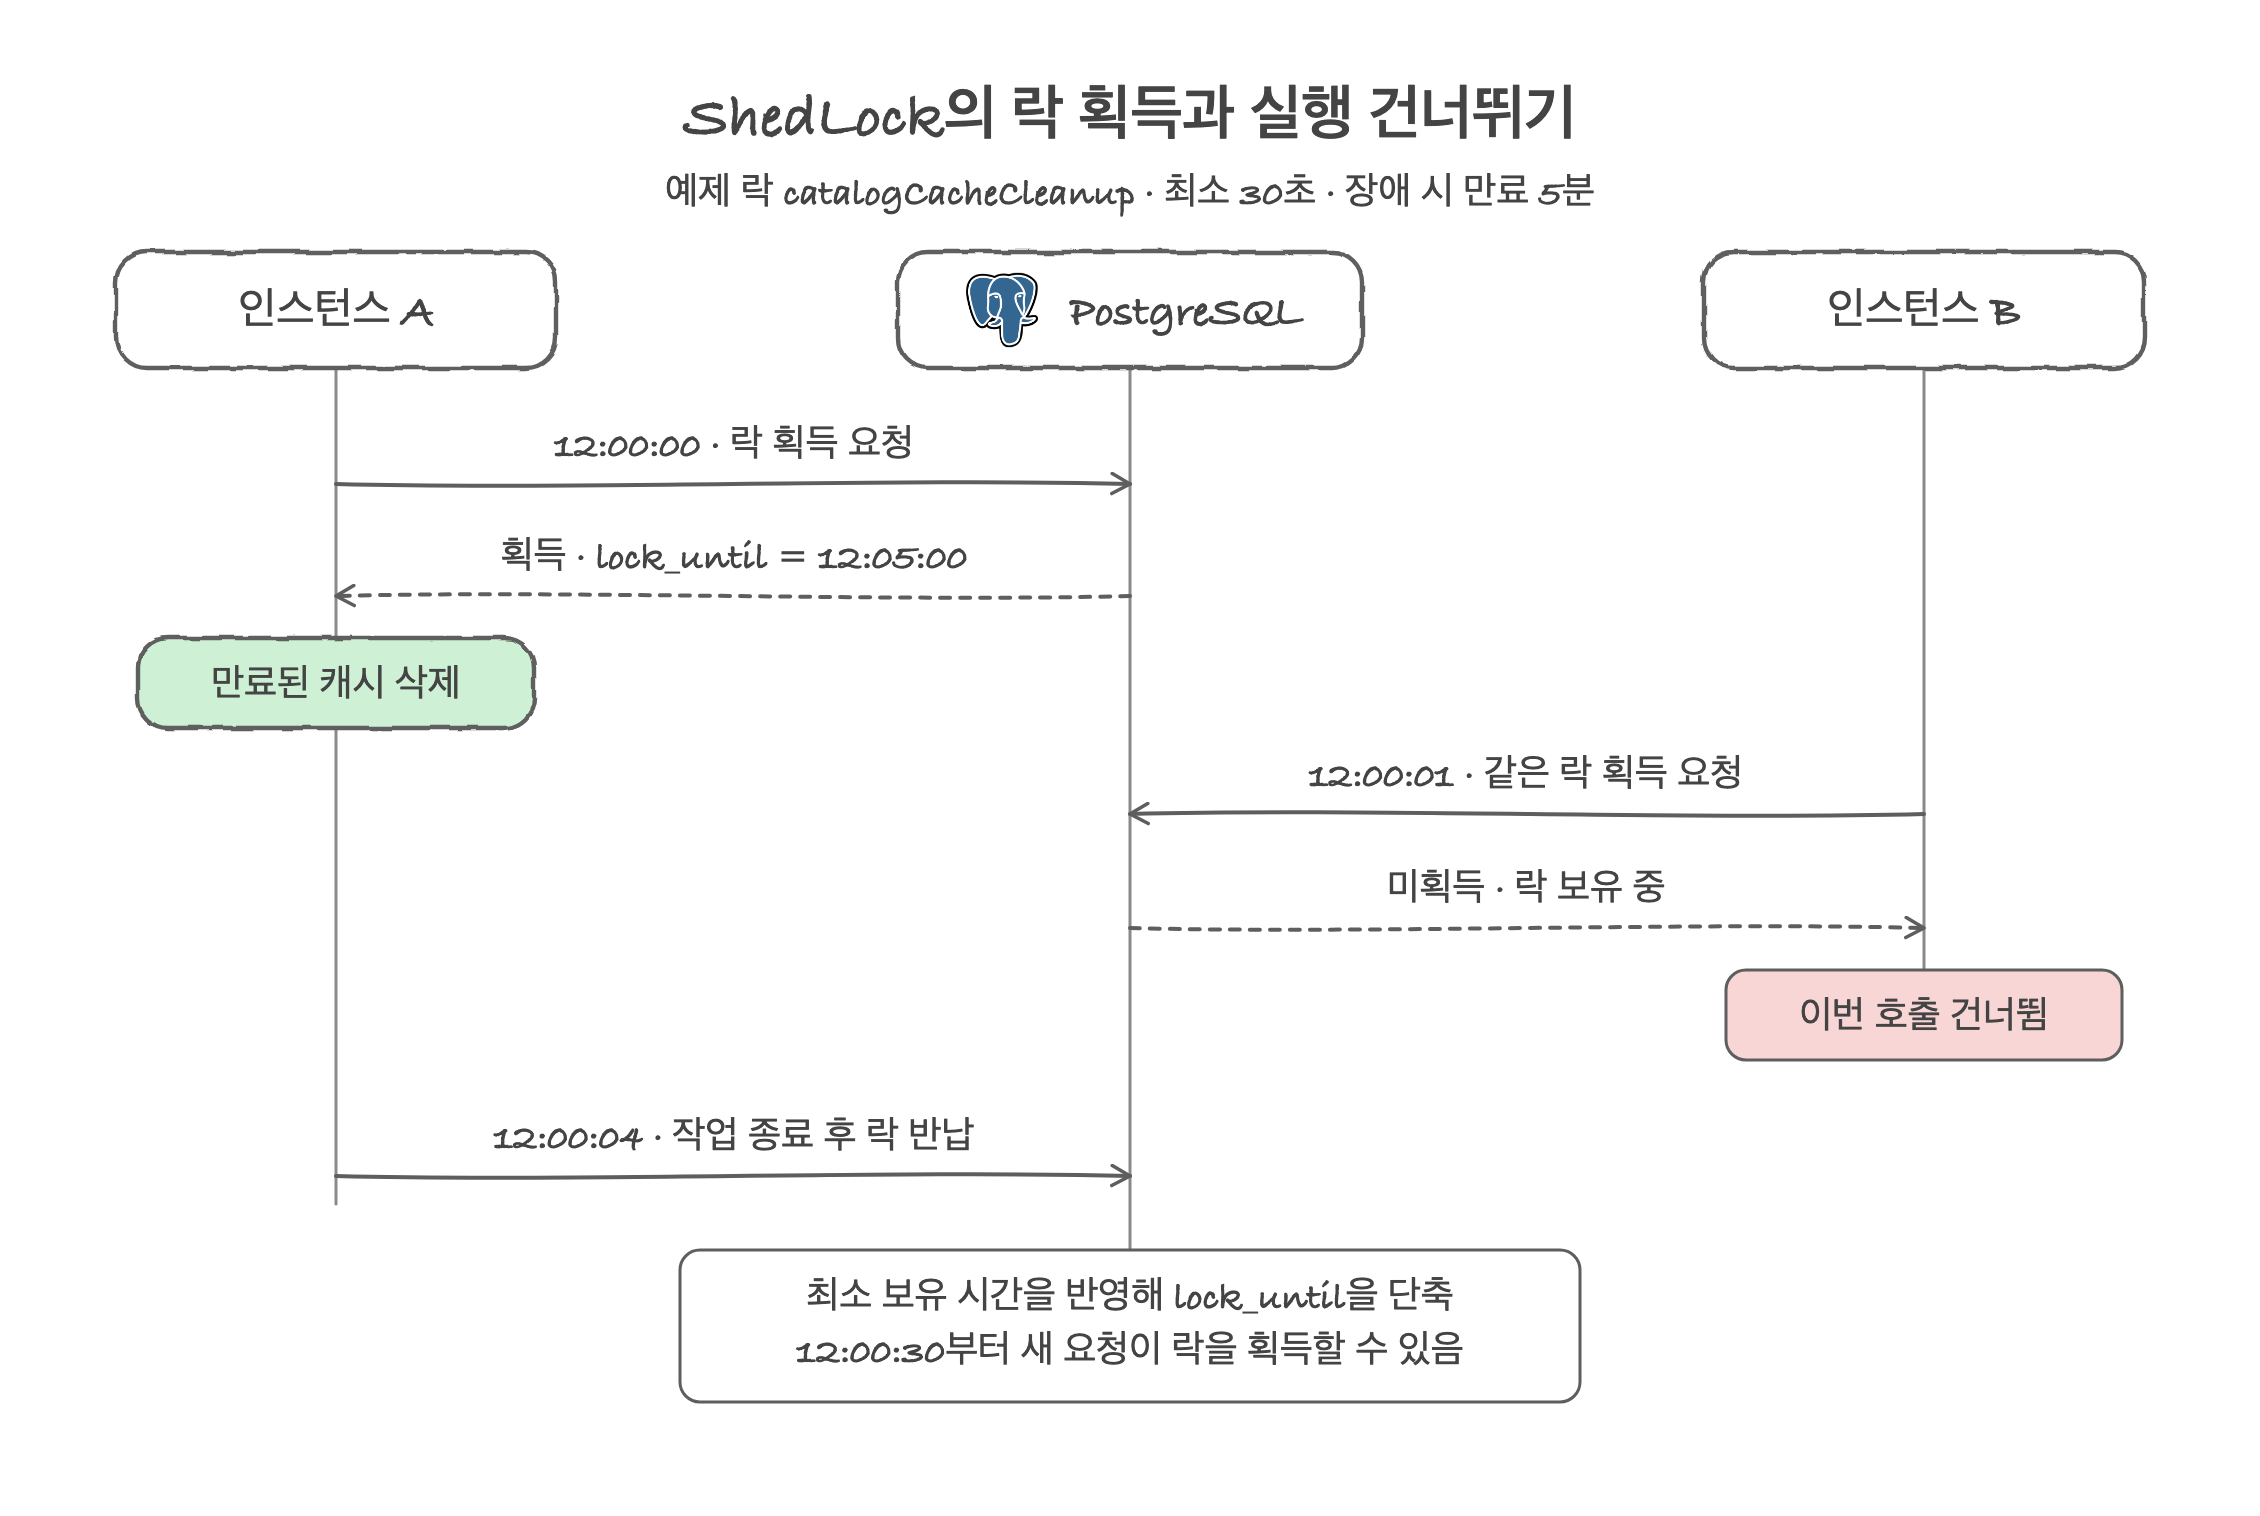 ShedLock의 락 획득과 실행 건너뛰기
예제 락 catalogCacheCleanup · 최소 30초 · 장애 시 만료 5분
인스턴스 A
PostgreSQL
인스턴스 B
12:00:00 · 락 획득 요청
획득 · lock_until = 12:05:00
만료된 캐시 삭제
12:00:01 · 같은 락 획득 요청
미획득 · 락 보유 중
이번 호출 건너뜀
12:00:04 · 작업 종료 후 락 반납
최소 보유 시간을 반영해 lock_until을 단축
12:00:30부터 새 요청이 락을 획득할 수 있음